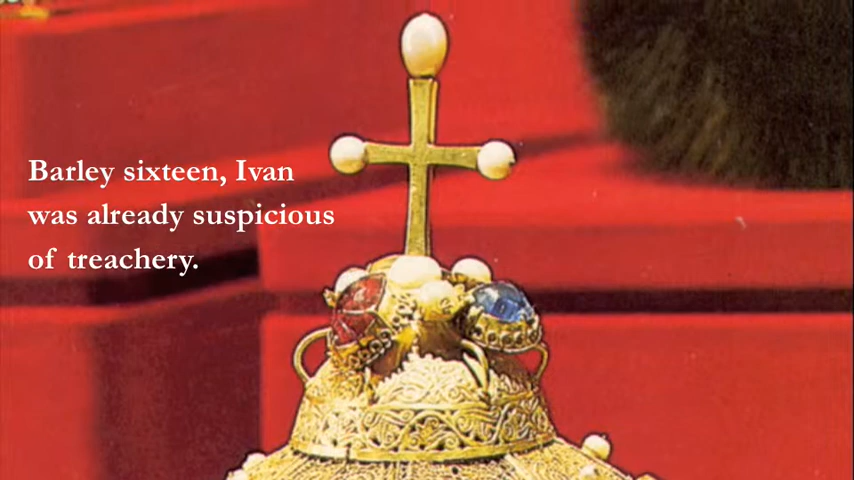 Barley sixteen, Ivan
was already suspicious
of treachery.